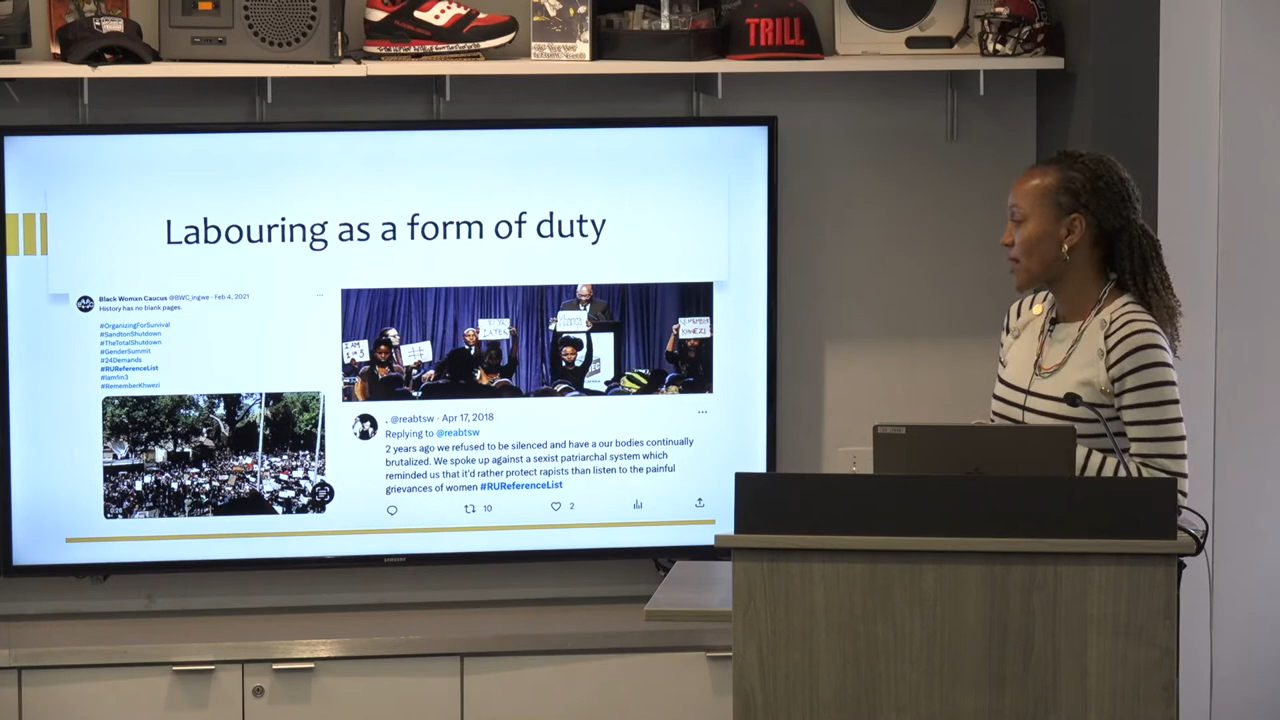 TRILL
Labouring as a form of duty
Black Womxn Caucus @BWC_ingwe · Feb 4, 2021
History has no blank pages.
#OrganizingForSurvival
#SandtonShutdown
#TheTotalShutdown
#GenderSummit
#24Demands
#RUReferenceList
#Iam1in3
#RememberKhwezi
0:26
I AM
1 in 3
KHWEZI
. @reabtsw · Apr 17, 2018
Replying to @reabtsw
2 years ago we refused to be silenced and have a our bodies continually
brutalized. We spoke up against a sexist patriarchal system which
reminded us that it'd rather protect rapists than listen to the painful
grievances of women #RUReferenceList
10
2
SAMSUNG